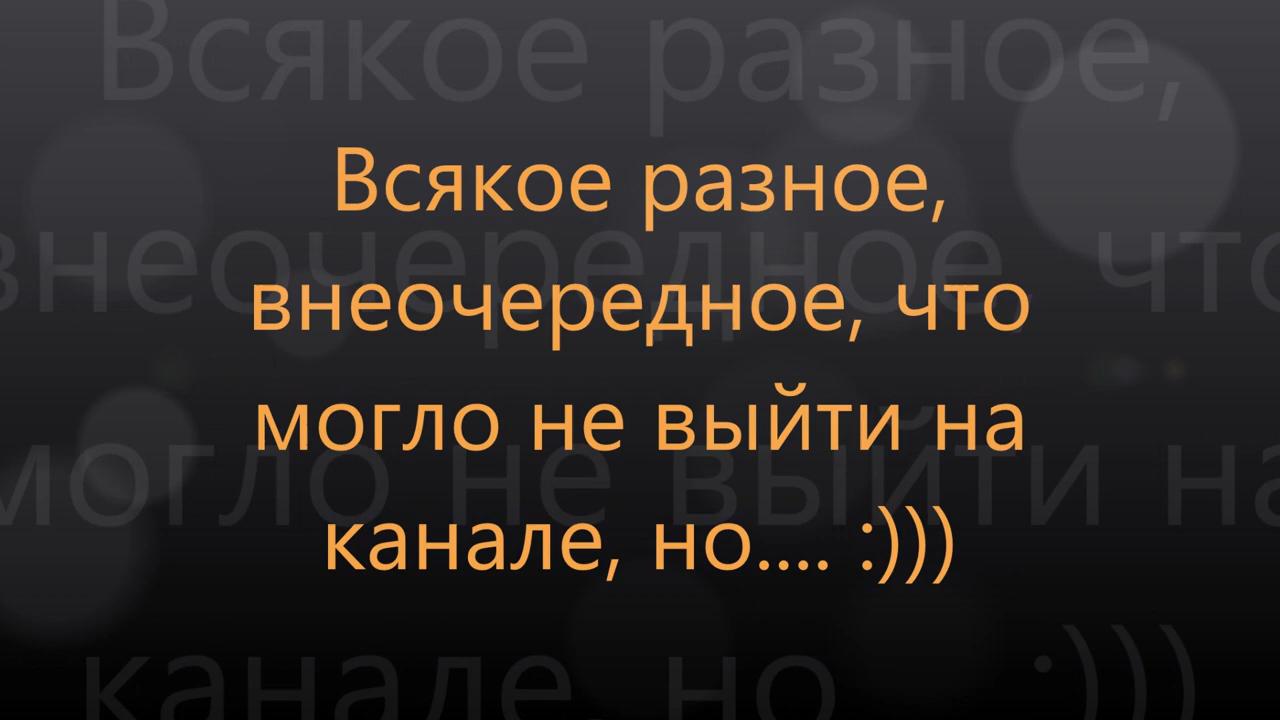 Всякое разное,
внеочередное, что
могло не выйти на
канале, но.... :)))